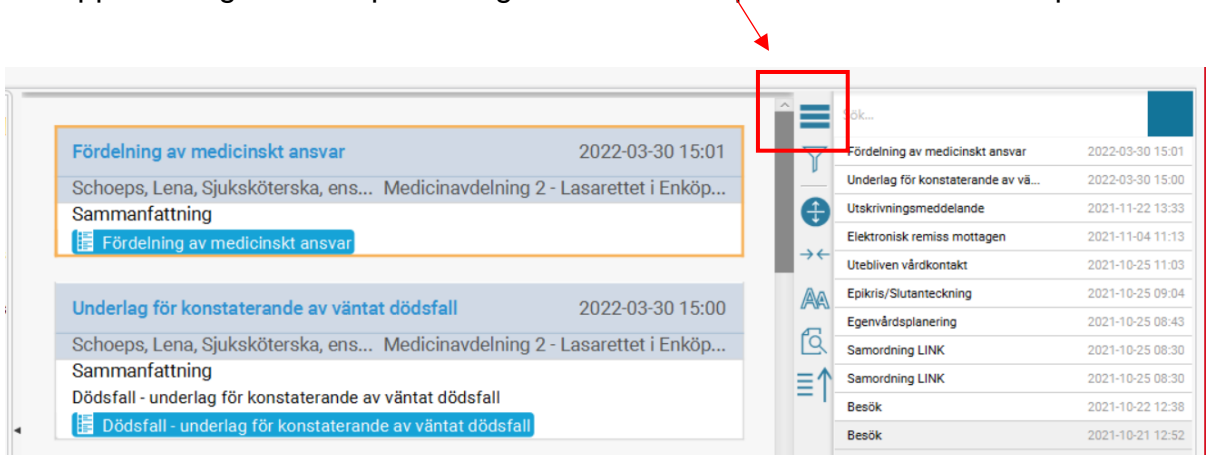 Fördelning av medicinskt ansvar 2022-03-30 15:01
Schoeps, Lena, Sjuksköterska, ens... Medicinavdelning 2 - Lasarettet i Enköp...
Sammanfattning
Fördelning av medicinskt ansvar
Underlag för konstaterande av väntat dödsfall 2022-03-30 15:00
Schoeps, Lena, Sjuksköterska, ens... Medicinavdelning 2 - Lasarettet i Enköp...
Sammanfattning
Dödsfall - underlag för konstaterande av väntat dödsfall
Dödsfall - underlag för konstaterande av väntat dödsfall
Sök...
Fördelning av medicinskt ansvar 2022-03-30 15:01
Underlag för konstaterande av vä... 2022-03-30 15:00
Utskrivningsmeddelande 2021-11-22 13:33
Elektronisk remiss mottagen 2021-11-04 11:13
Utebliven vårdkontakt 2021-10-25 11:03
Epikris/Slutanteckning 2021-10-25 09:04
Egenvårdsplanering 2021-10-25 08:43
Samordning LINK 2021-10-25 08:30
Samordning LINK 2021-10-25 08:30
Besök 2021-10-22 12:38
Besök 2021-10-21 12:52